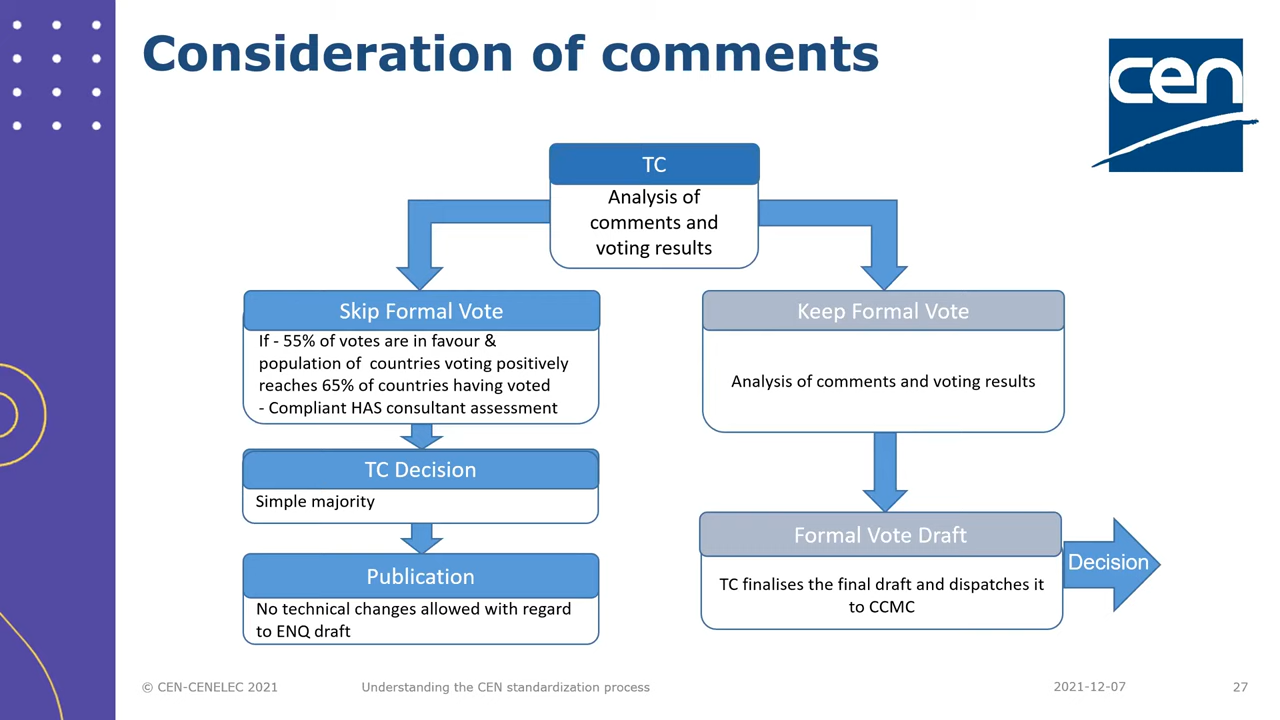 Consideration of comments
cen
TC
Analysis of
comments and
voting results
Skip Formal Vote
If - 55% of votes are in favour &
population of countries voting positively
reaches 65% of countries having voted
- Compliant HAS consultant assessment
TC Decision
Simple majority
Publication
No technical changes allowed with regard
to ENQ draft
Keep Formal Vote
Analysis of comments and voting results
Formal Vote Draft
TC finalises the final draft and dispatches it
to CCMC
Decision
© CEN-CENELEC 2021
Understanding the CEN standardization process
2021-12-07
27